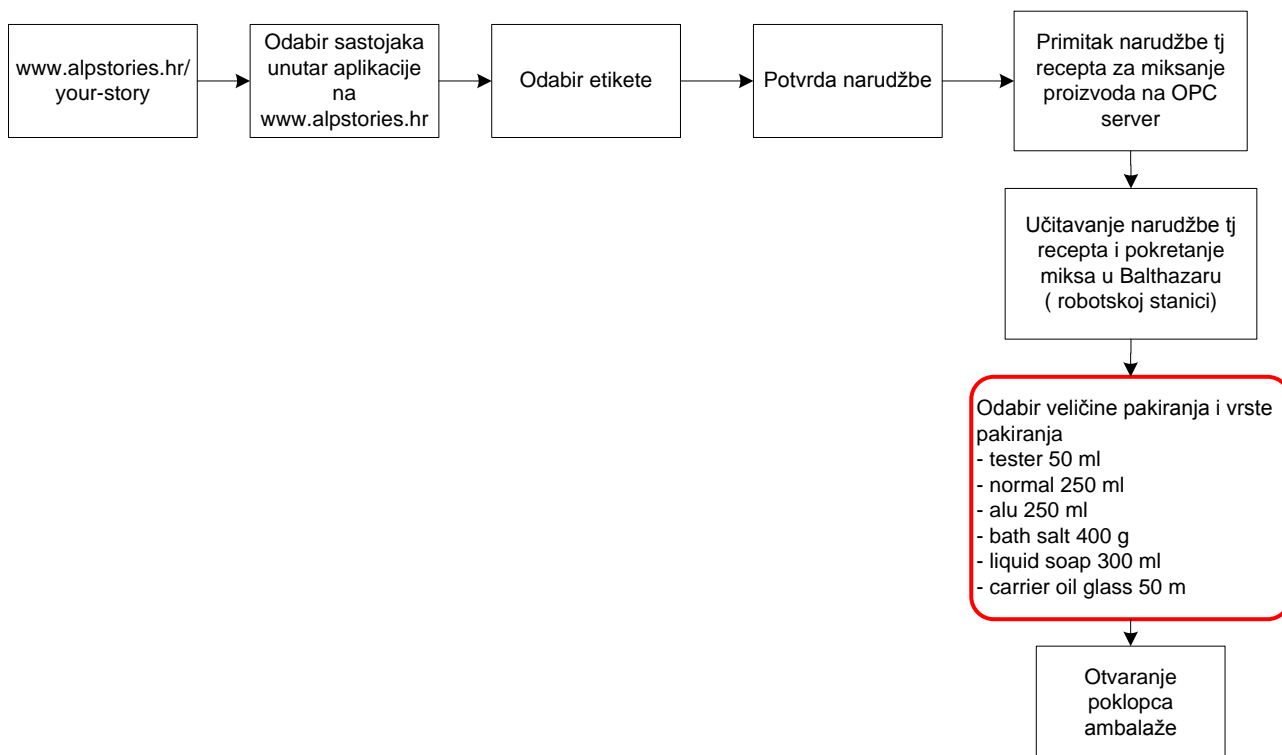 www.alpstories.hr/
your-story
Odabir sastojaka
unutar aplikacije
na
www.alpstories.hr
Odabir etikete
Potvrda narudžbe
Primitak narudžbe tj
recepta za miksanje
proizvoda na OPC
server
Učitavanje narudžbe tj
recepta i pokretanje
miksa u Balthazaru
( robotskoj stanici)
Odabir veličine pakiranja i vrste
pakiranja
- tester 50 ml
- normal 250 ml
- alu 250 ml
- bath salt 400 g
- liquid soap 300 ml
- carrier oil glass 50 m
Otvaranje
poklopca
ambalaže